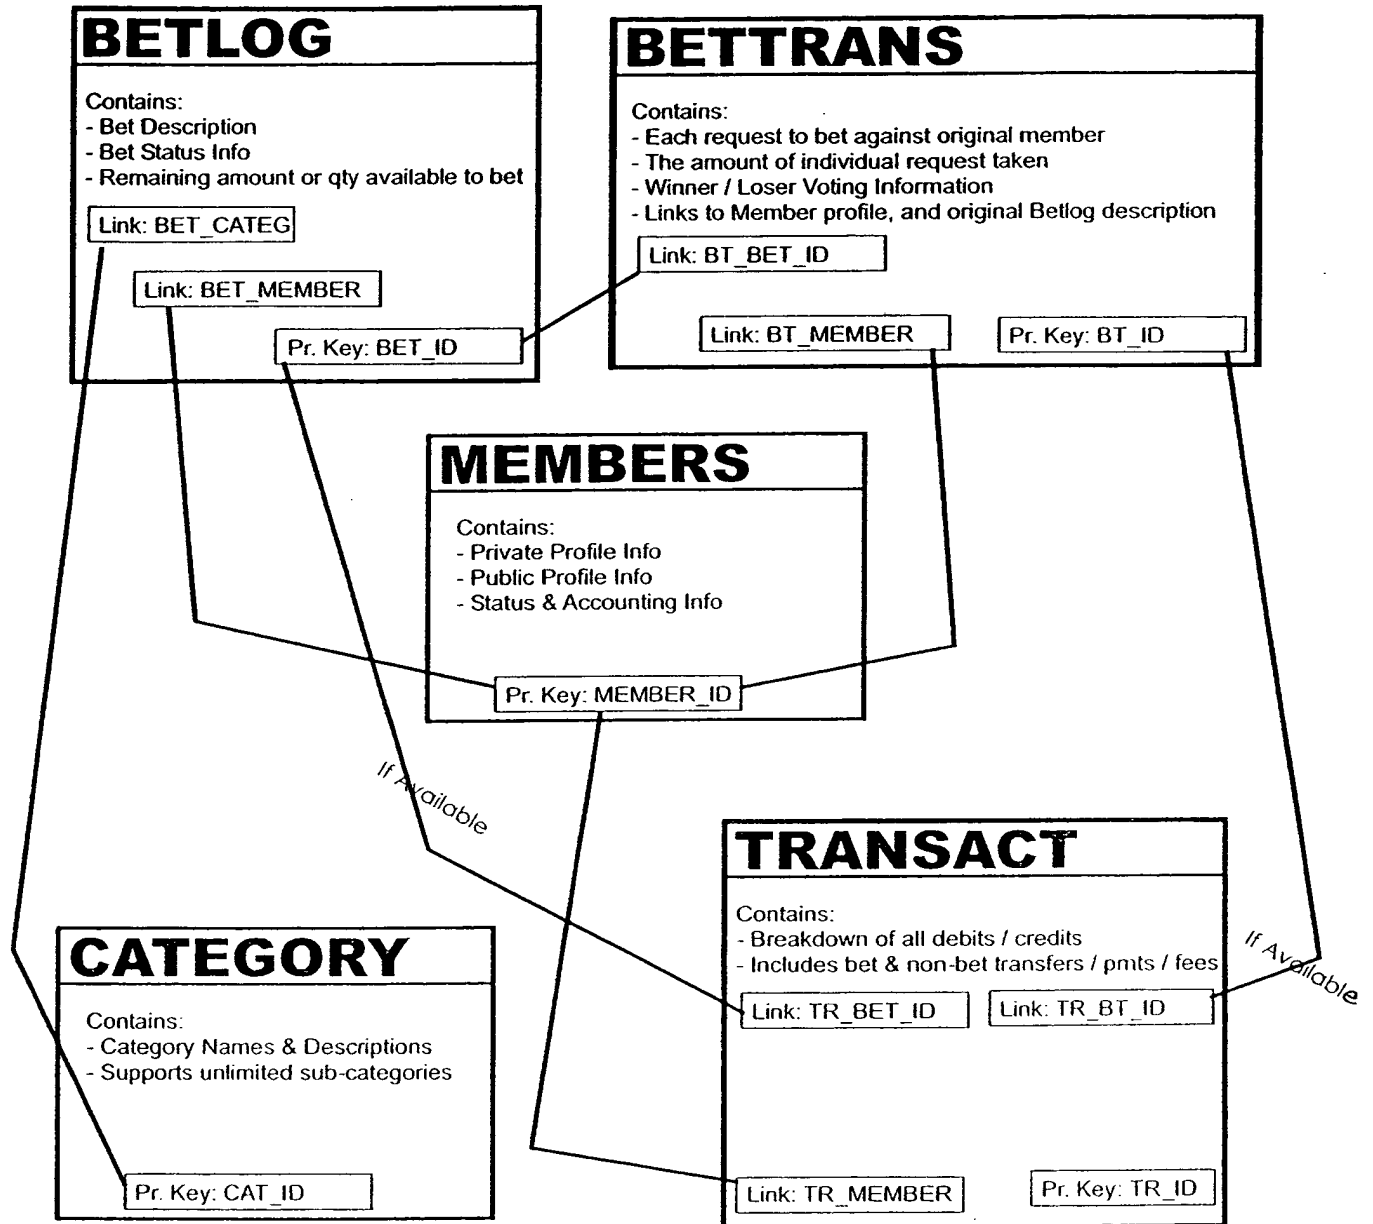 BETLOG
Contains:
- Bet Description
- Bet Status Info
- Remaining amount or qty available to bet
Link: BET_CATEG
Link: BET_MEMBER
Pr. Key: BET_ID
BETTRANS
Contains:
- Each request to bet against original member
- The amount of individual request taken
- Winner / Loser Voting Information
- Links to Member profile, and original Betlog description
Link: BT_BET_ID
Link: BT_MEMBER
Pr. Key: BT_ID
MEMBERS
Contains:
- Private Profile Info
- Public Profile Info
- Status & Accounting Info
Pr. Key: MEMBER_ID
If Available
TRANSACT
Contains:
- Breakdown of all debits / credits
- Includes bet & non-bet transfers / pmts / fees
Link: TR_BET_ID
Link: TR_BT_ID
If Available
Link: TR_MEMBER
Pr. Key: TR_ID
CATEGORY
Contains:
- Category Names & Descriptions
- Supports unlimited sub-categories
Pr. Key: CAT_ID